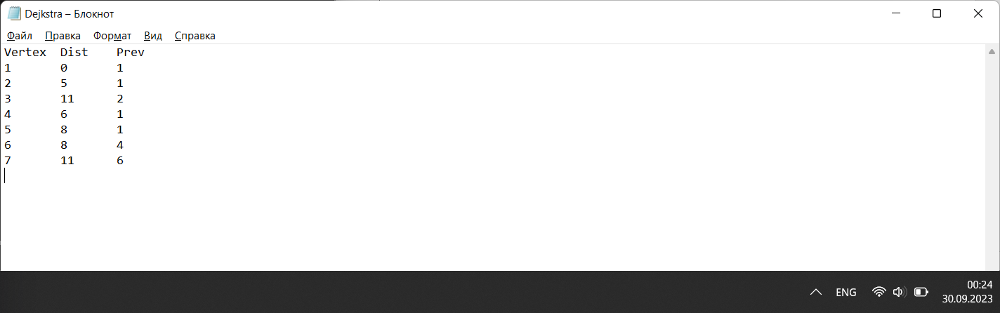 Dejkstra – Блокнот
Файл Правка Формат Вид Справка
Vertex Dist Prev
1 0 1
2 5 1
3 11 2
4 6 1
5 8 1
6 8 4
7 11 6
ENG
00:24
30.09.2023